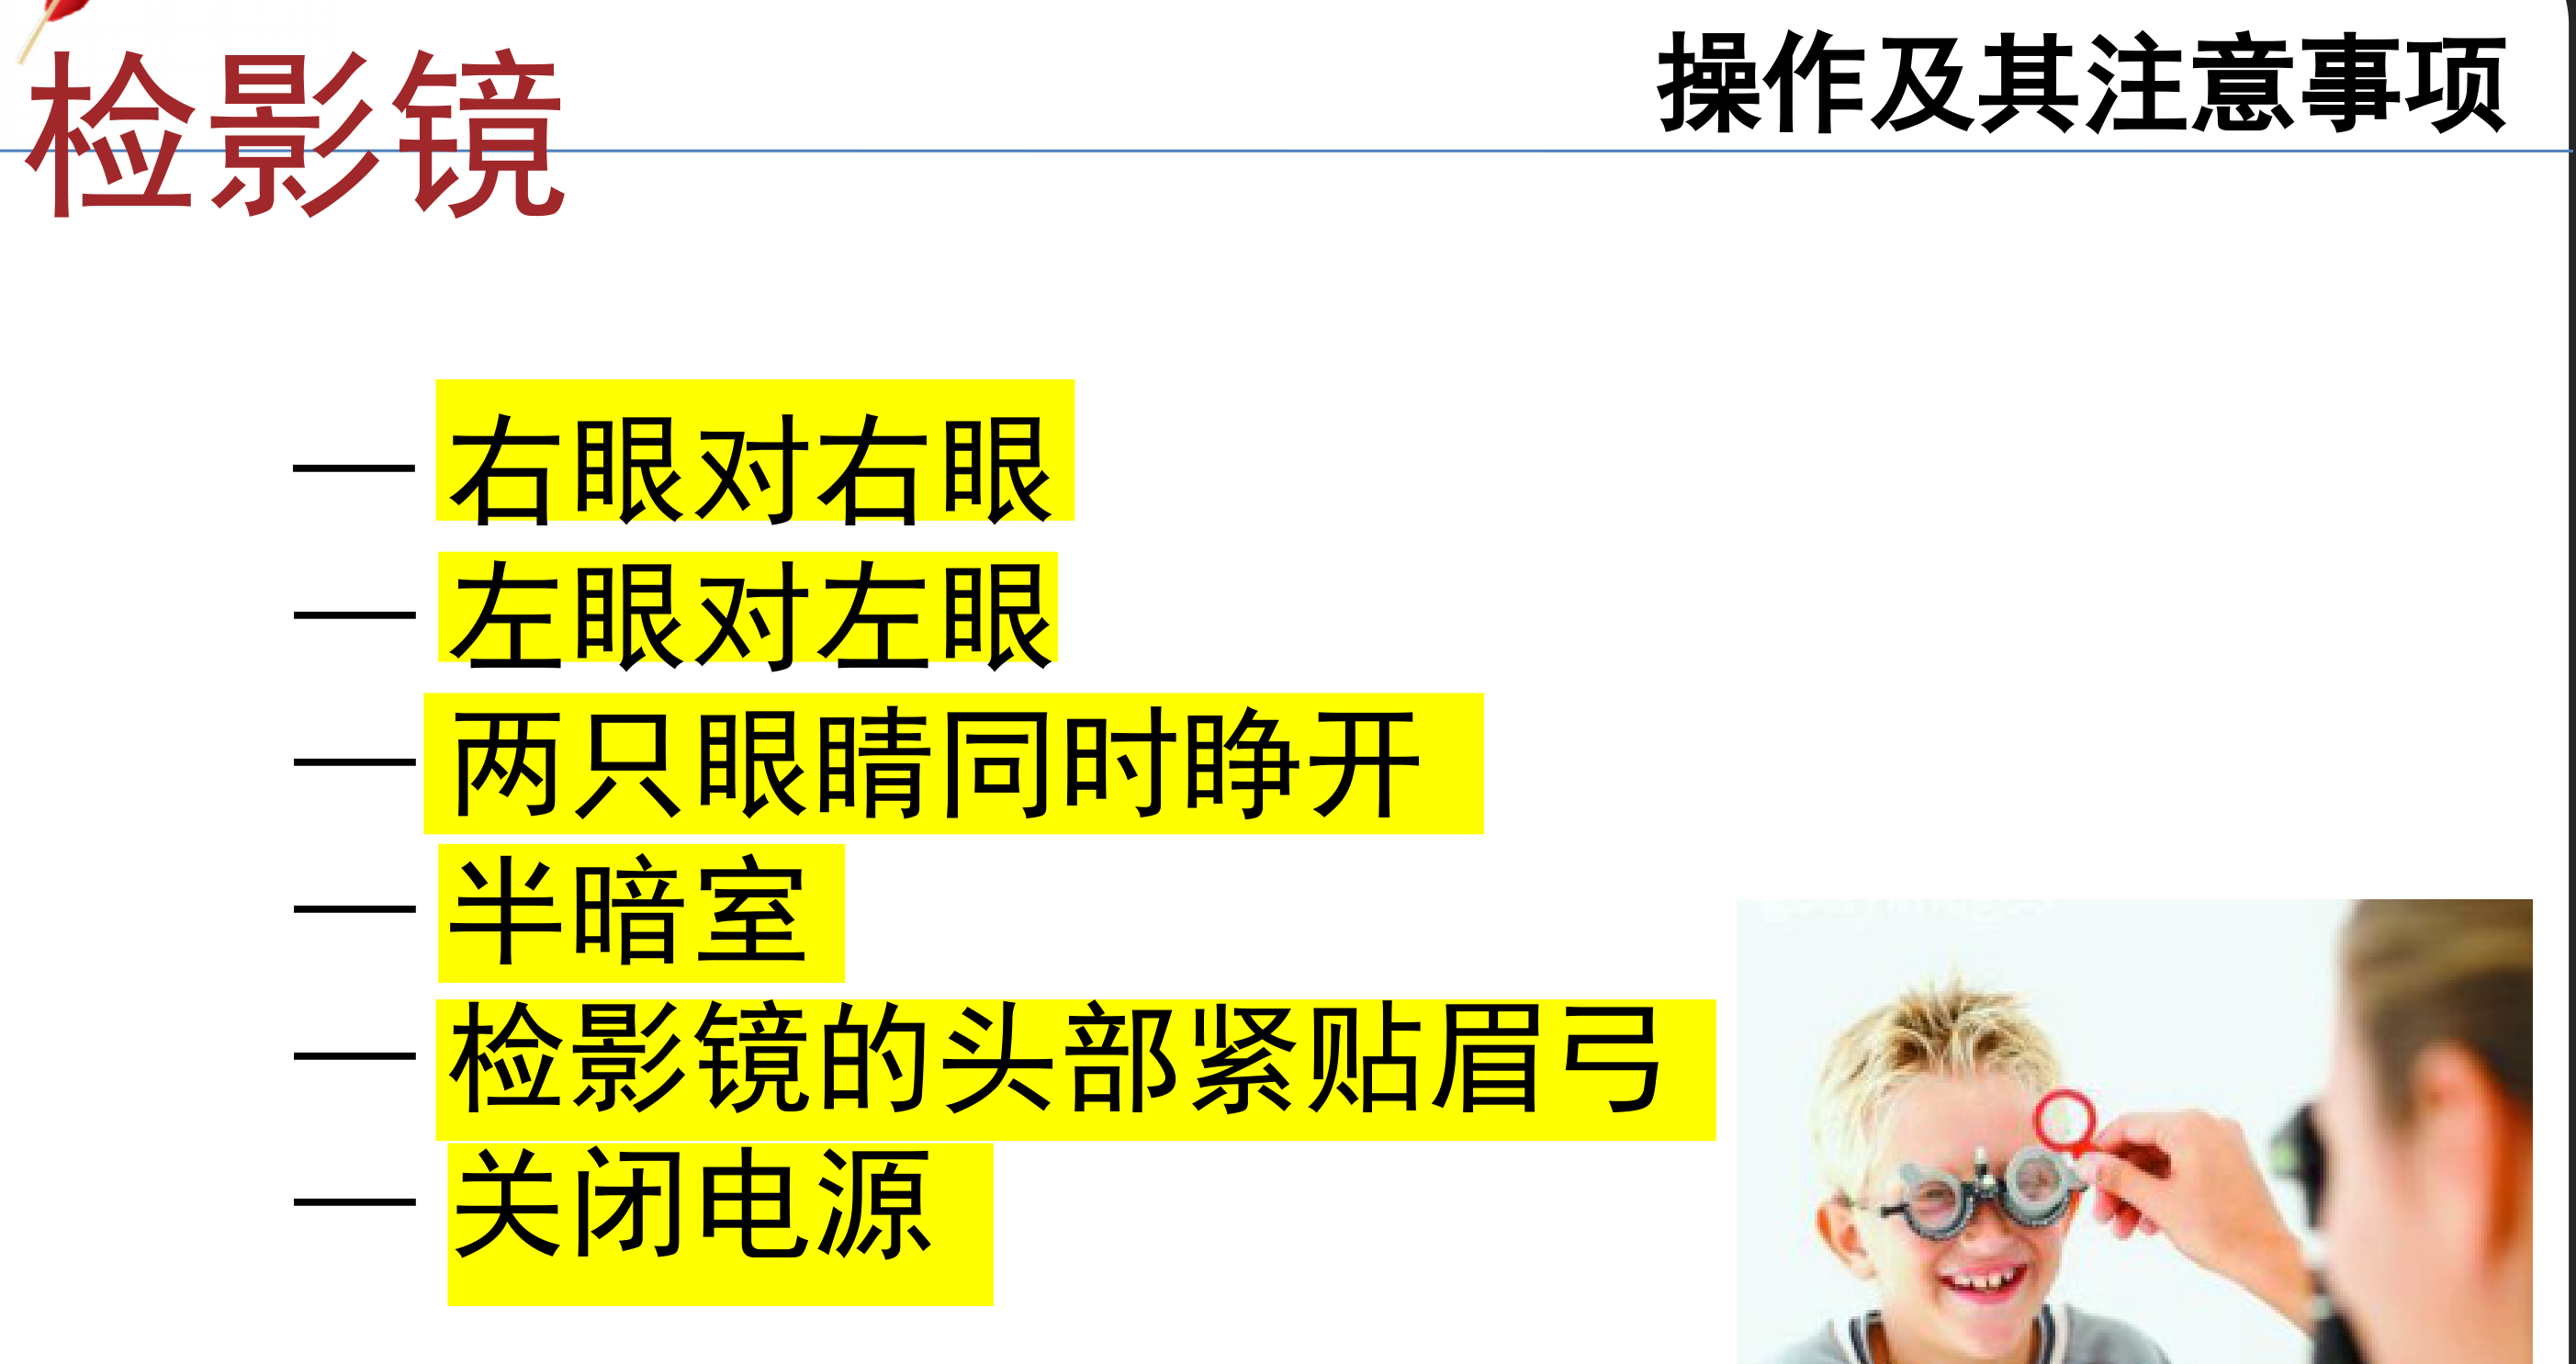 检影镜
操作及其注意事项
— 右眼对右眼
— 左眼对左眼
— 两只眼睛同时睁开
— 半暗室
— 检影镜的头部紧贴眉弓
— 关闭电源